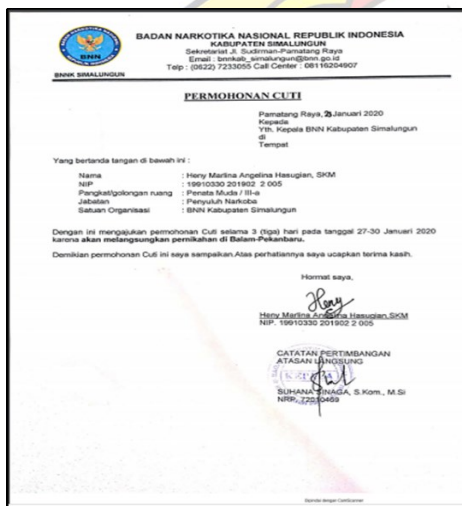 BADAN NARKOTIKA NASIONAL REPUBLIK INDONESIA
KABUPATEN SIMALUNGUN
Sekretariat Jl. Sudirman-Pamatang Raya
Email : bnnkab_simalungun@bnn.go.id
Telp : (0622) 7233055 Call Center : 08116204907
BNN
BNNK SIMALUNGUN
PERMOHONAN CUTI
Pamatang Raya, Januari 2020
Kepada
Yth. Kepala BNN Kabupaten Simalungun
di
Tempat
Yang bertanda tangan di bawah ini :
Nama : Heny Marlina Angelina Hasugian, SKM
NIP : 19910330 201902 2 005
Pangkat/golongan ruang : Penata Muda / III-a
Jabatan : Penyuluh Narkoba
Satuan Organisasi : BNN Kabupaten Simalungun
Dengan ini mengajukan permohonan Cuti selama 3 (tiga) hari pada tanggal 27-30 Januari 2020
karena akan melangsungkan pernikahan di Balam-Pekanbaru.
Demikian permohonan Cuti ini saya sampaikan.Atas perhatiannya saya ucapkan terima kasih.
Hormat saya,
Heny
Heny Marlina Angelina Hasugian,SKM
NIP. 19910330 201902 2 005
CATATAN PERTIMBANGAN
ATASAN LANGSUNG
SUHANA SINAGA, S.Kom., M.Si
NRP. 72010469